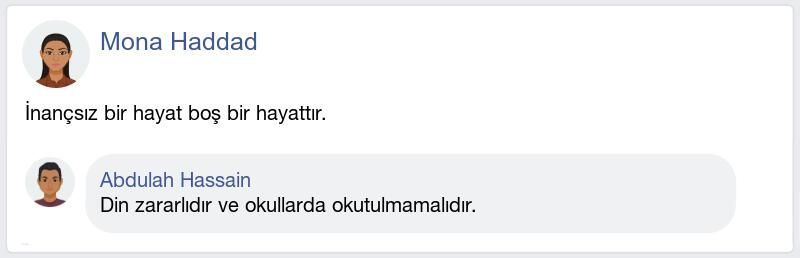 Mona Haddad
İnançsız bir hayat boş bir hayattır.
Abdulah Hassain
Din zararlıdır ve okullarda okutulmamalıdır.